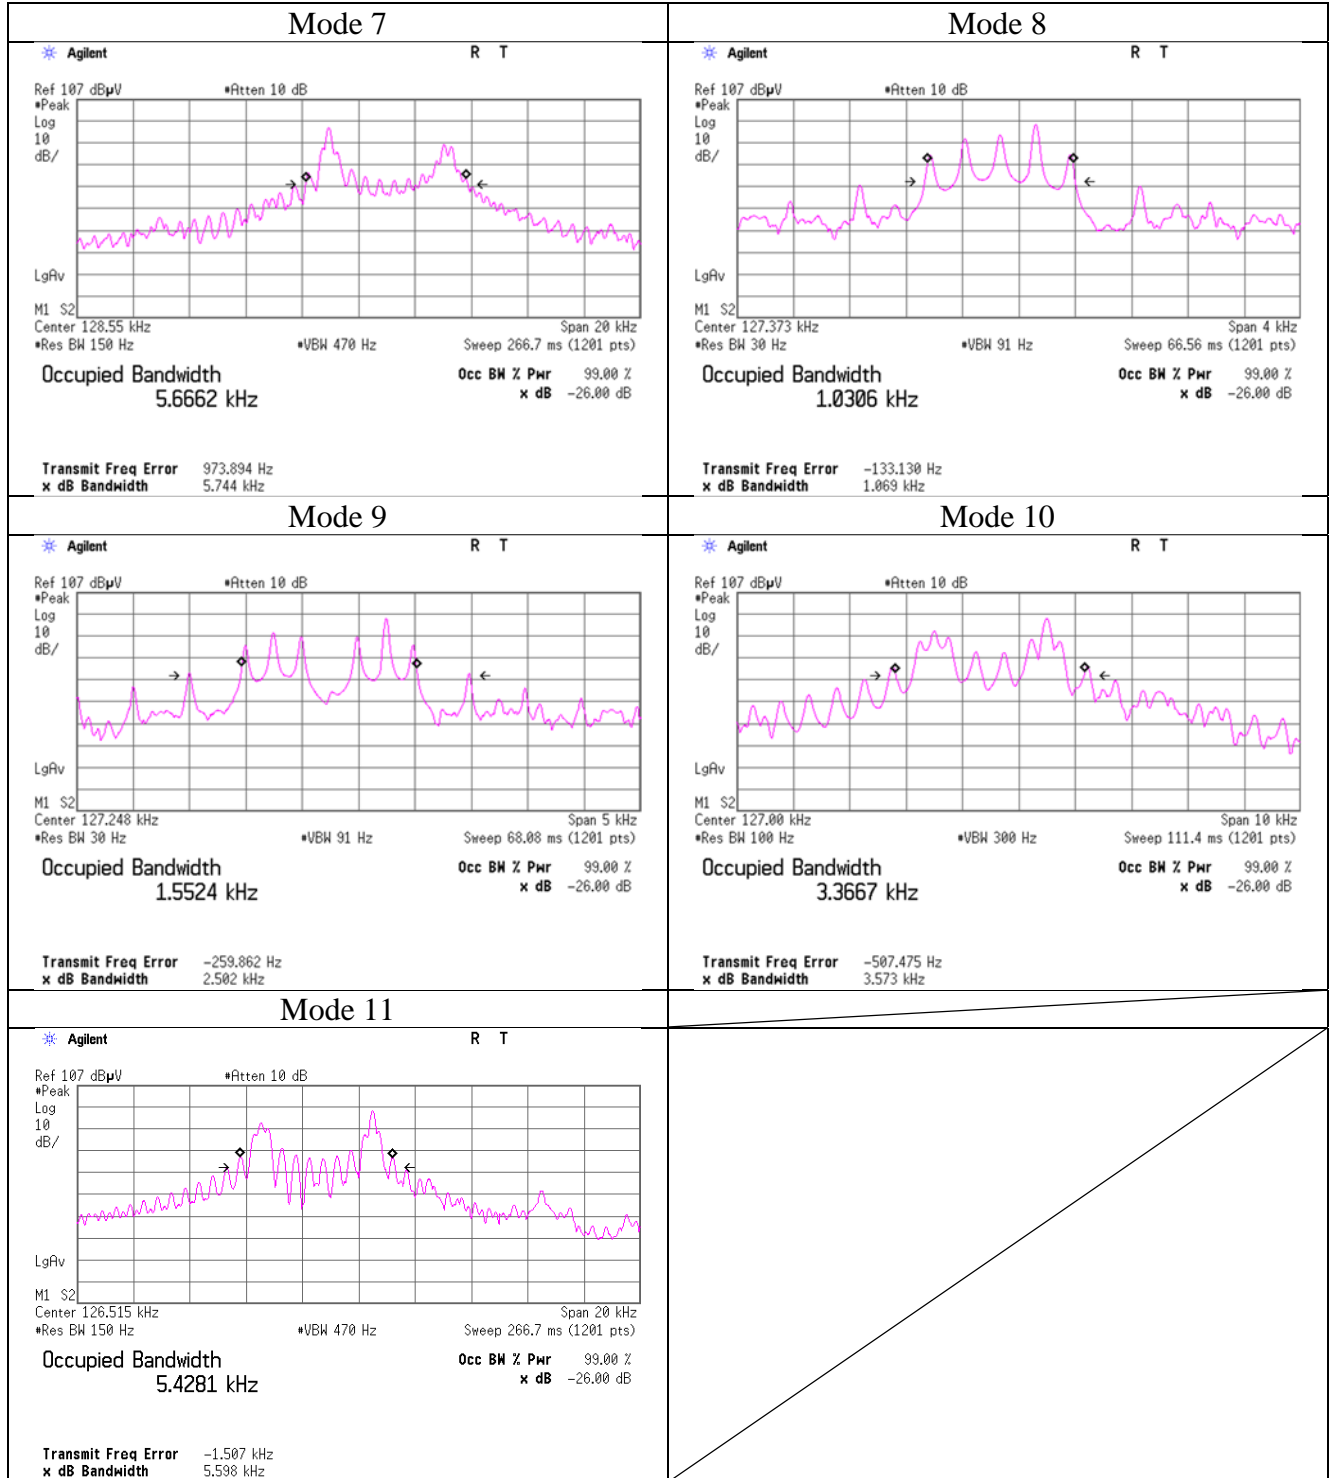 Mode 7
Agilent
R T
Ref 107 dBµV #Atten 10 dB
#Peak
Log
10
dB/
LgAv
M1 S2
Center 128.55 kHz Span 20 kHz
#Res BW 150 Hz #VBW 470 Hz Sweep 266.7 ms (1201 pts)
Occupied Bandwidth Occ BW % Pwr 99.00 %
5.6662 kHz x dB -26.00 dB
Transmit Freq Error 973.894 Hz
x dB Bandwidth 5.744 kHz
Mode 8
Agilent
R T
Ref 107 dBµV #Atten 10 dB
#Peak
Log
10
dB/
LgAv
M1 S2
Center 127.373 kHz Span 4 kHz
#Res BW 30 Hz #VBW 91 Hz Sweep 66.56 ms (1201 pts)
Occupied Bandwidth Occ BW % Pwr 99.00 %
1.0306 kHz x dB -26.00 dB
Transmit Freq Error -133.130 Hz
x dB Bandwidth 1.069 kHz
Mode 9
Agilent
R T
Ref 107 dBµV #Atten 10 dB
#Peak
Log
10
dB/
LgAv
M1 S2
Center 127.248 kHz Span 5 kHz
#Res BW 30 Hz #VBW 91 Hz Sweep 68.08 ms (1201 pts)
Occupied Bandwidth Occ BW % Pwr 99.00 %
1.5524 kHz x dB -26.00 dB
Transmit Freq Error -259.862 Hz
x dB Bandwidth 2.502 kHz
Mode 10
Agilent
R T
Ref 107 dBµV #Atten 10 dB
#Peak
Log
10
dB/
LgAv
M1 S2
Center 127.00 kHz Span 10 kHz
#Res BW 100 Hz #VBW 300 Hz Sweep 111.4 ms (1201 pts)
Occupied Bandwidth Occ BW % Pwr 99.00 %
3.3667 kHz x dB -26.00 dB
Transmit Freq Error -507.475 Hz
x dB Bandwidth 3.573 kHz
Mode 11
Agilent
R T
Ref 107 dBµV #Atten 10 dB
#Peak
Log
10
dB/
LgAv
M1 S2
Center 126.515 kHz Span 20 kHz
#Res BW 150 Hz #VBW 470 Hz Sweep 266.7 ms (1201 pts)
Occupied Bandwidth Occ BW % Pwr 99.00 %
5.4281 kHz x dB -26.00 dB
Transmit Freq Error -1.507 kHz
x dB Bandwidth 5.598 kHz